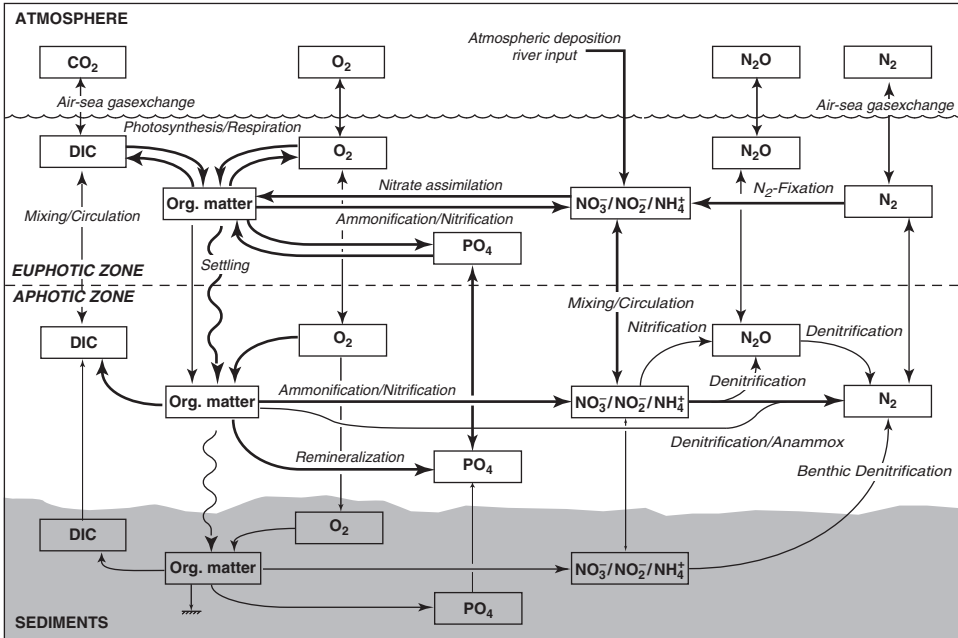 ATMOSPHERE
CO₂
O₂
Atmospheric deposition
river input
N₂O
N₂
Air-sea gasexchange
Air-sea gasexchange
Photosynthesis/Respiration
DIC
O₂
N₂O
Nitrate assimilation
N₂-Fixation
Org. matter
NO₃⁻/NO₂⁻/NH₄⁺
N₂
Mixing/Circulation
Ammonification/Nitrification
PO₄
Settling
EUPHOTIC ZONE
APHOTIC ZONE
Mixing/Circulation
DIC
O₂
Nitrification
N₂O
Denitrification
Ammonification/Nitrification
Denitrification
Org. matter
NO₃⁻/NO₂⁻/NH₄⁺
N₂
Denitrification/Anammox
Remineralization
PO₄
Benthic Denitrification
DIC
O₂
Org. matter
NO₃⁻/NO₂⁻/NH₄⁺
PO₄
SEDIMENTS